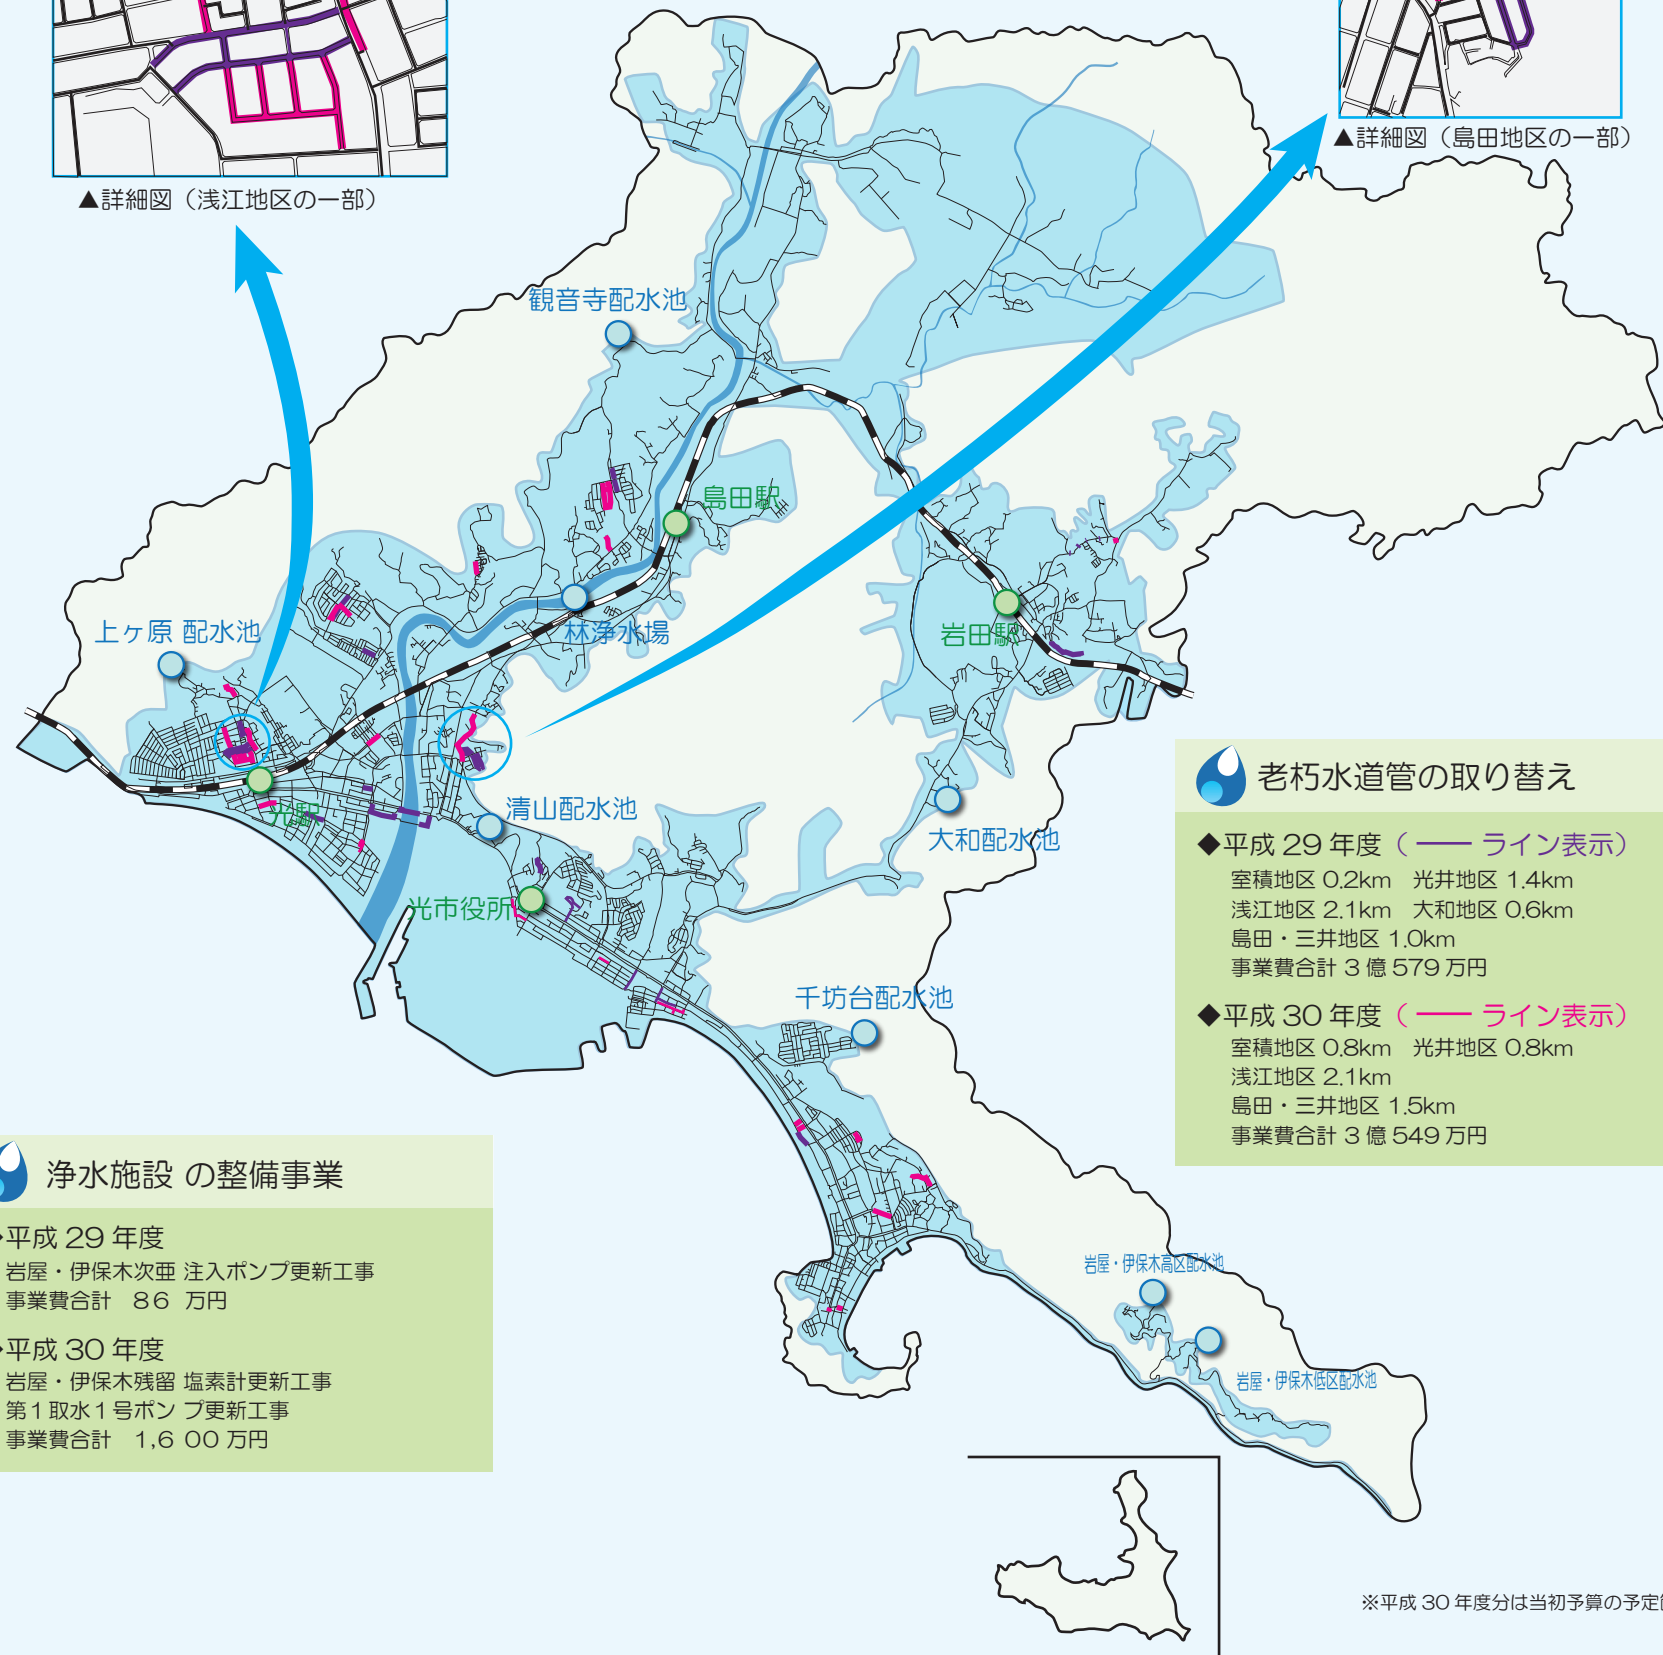 ▲詳細図（浅江地区の一部）
▲詳細図（島田地区の一部）
観音寺配水池
島田駅
林浄水場
上ヶ原 配水池
岩田駅
光駅
清山配水池
大和配水池
光市役所
千坊台配水池
岩屋・伊保木高区配水池
岩屋・伊保木低区配水池
老朽水道管の取り替え
◆平成 29 年度（ ── ライン表示）
室積地区 0.2km　光井地区 1.4km
浅江地区 2.1km　大和地区 0.6km
島田・三井地区 1.0km
事業費合計 3 億 579 万円
◆平成 30 年度（ ── ライン表示）
室積地区 0.8km　光井地区 0.8km
浅江地区 2.1km
島田・三井地区 1.5km
事業費合計 3 億 549 万円
浄水施設 の整備事業
◆平成 29 年度
岩屋・伊保木次亜 注入ポンプ更新工事
事業費合計　８６ 万円
◆平成 30 年度
岩屋・伊保木残留 塩素計更新工事
第１取水１号ポン プ更新工事
事業費合計　1,6 00 万円
※平成 30 年度分は当初予算の予定